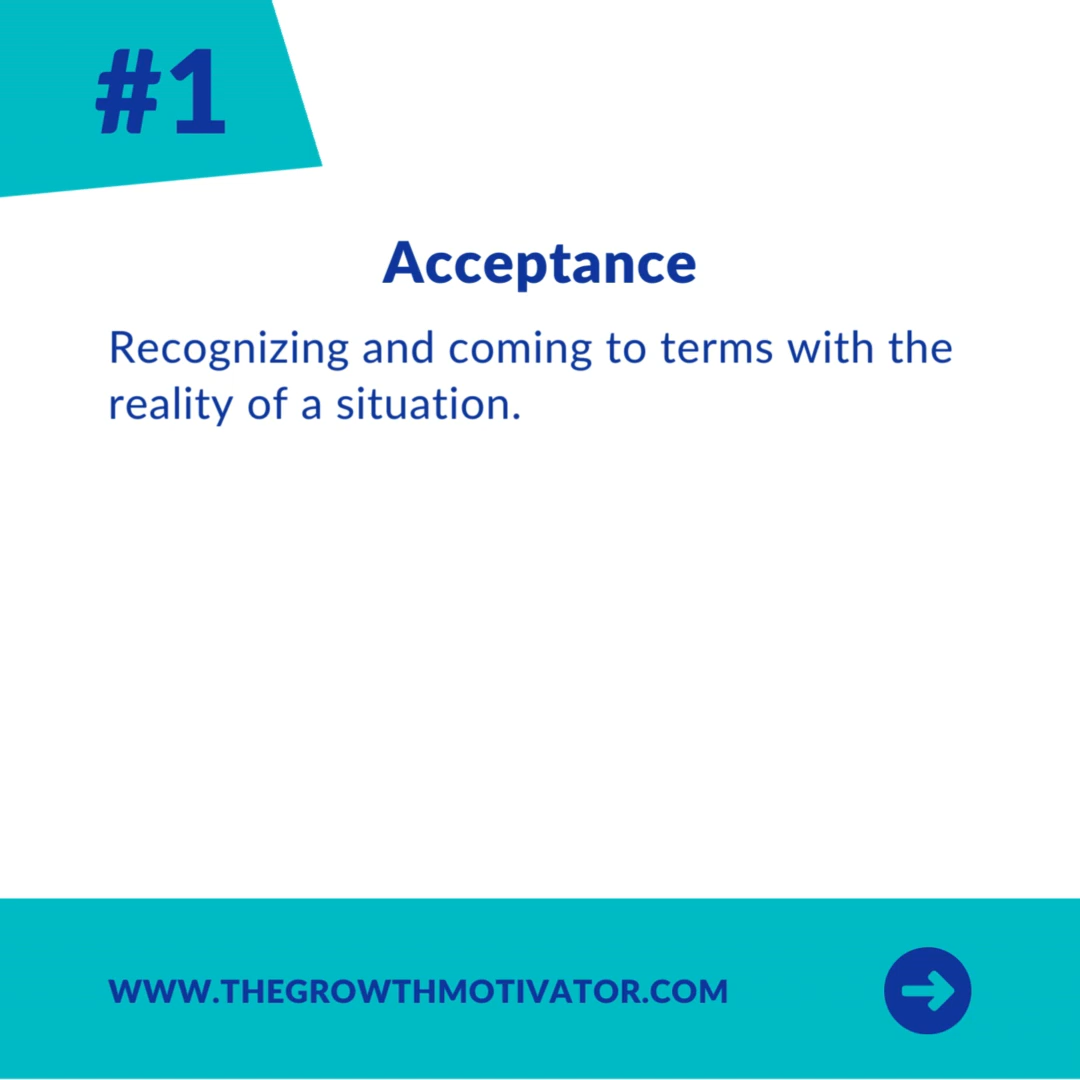 #1
Acceptance
Recognizing and coming to terms with the
reality of a situation.
WWW.THEGROWTHMOTIVATOR.COM